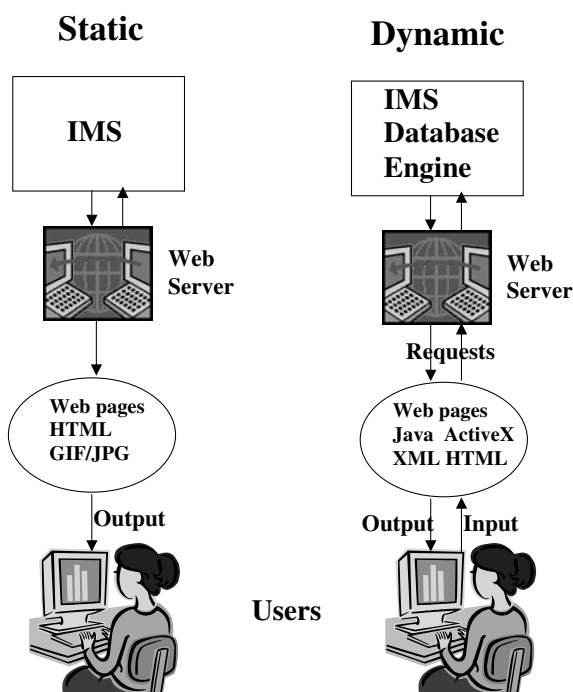 Static
IMS
Web
Server
Web pages
HTML
GIF/JPG
Output
Dynamic
IMS
Database
Engine
Web
Server
Requests
Web pages
Java ActiveX
XML HTML
Output Input
Users